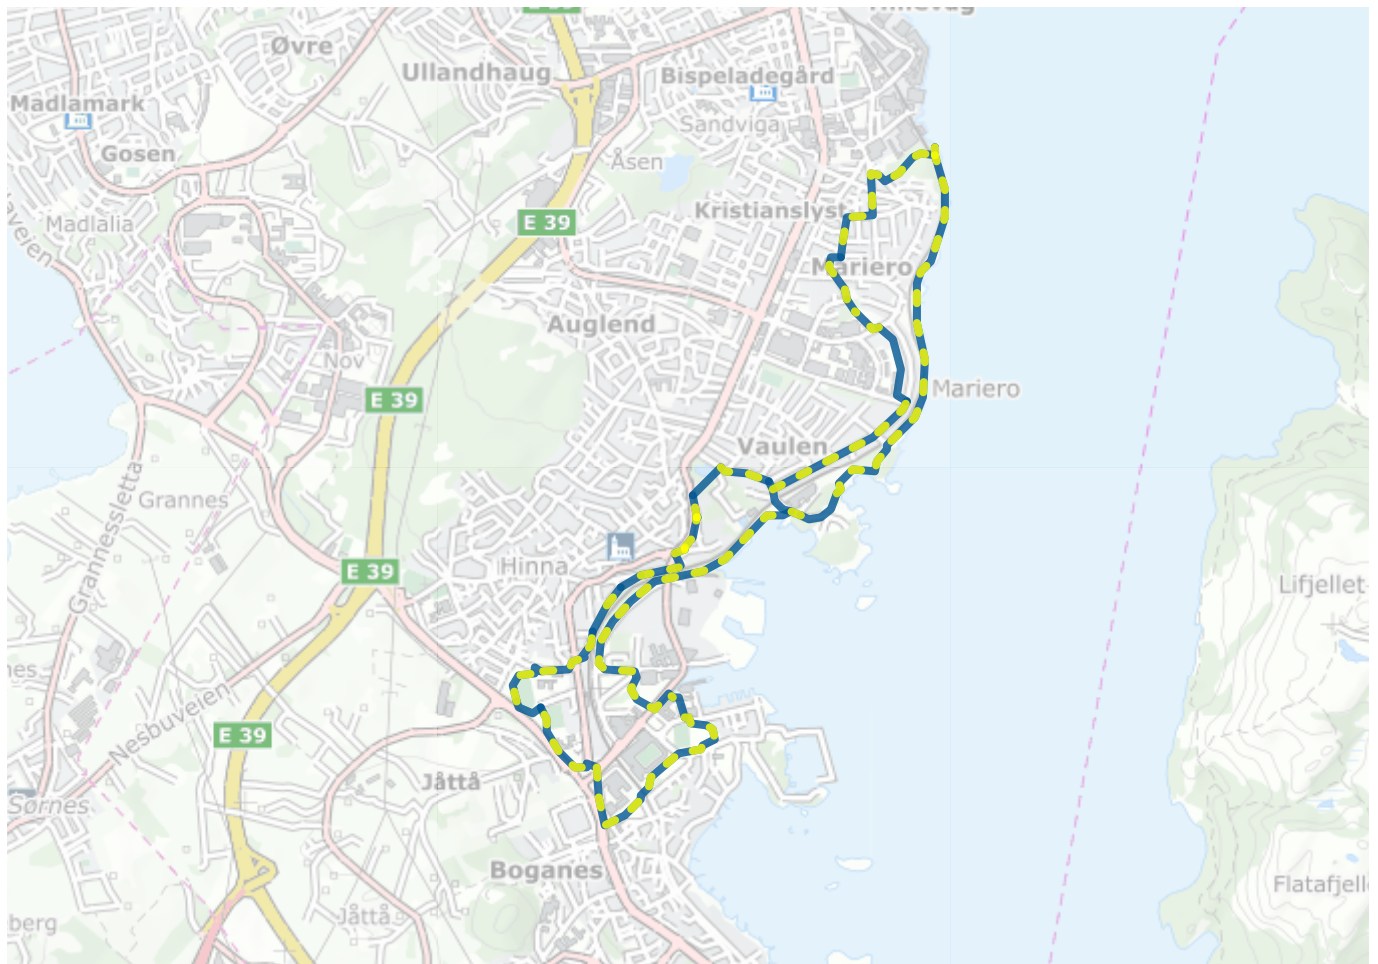 Øvre
Ullandhaug
Bispeladegård
Madlamark
Sandviga
Gosen
Åsen
Madlalia
Kristianslyst
E 39
Mariero
Auglend
Nov
E 39
Mariero
Vaulen
Grannes
Grannessletta
Hinna
E 39
Lifjellet
Nesbuveien
E 39
Jåttå
Sørnes
Boganes
Flatafjell
Jåttå
berg